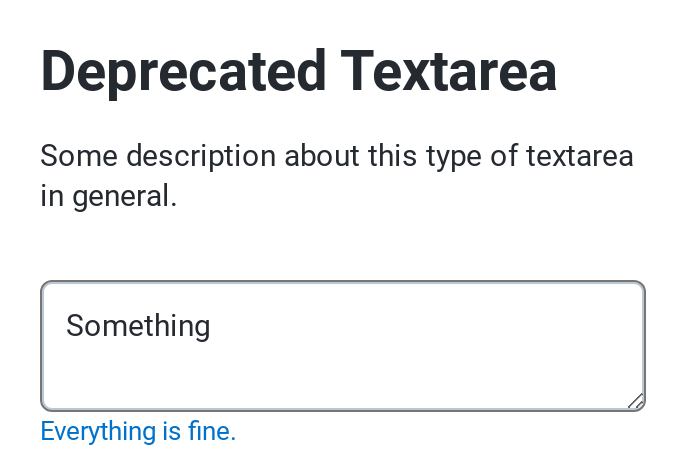 Deprecated Textarea
Some description about this type of textarea
in general.
Something
Everything is fine.